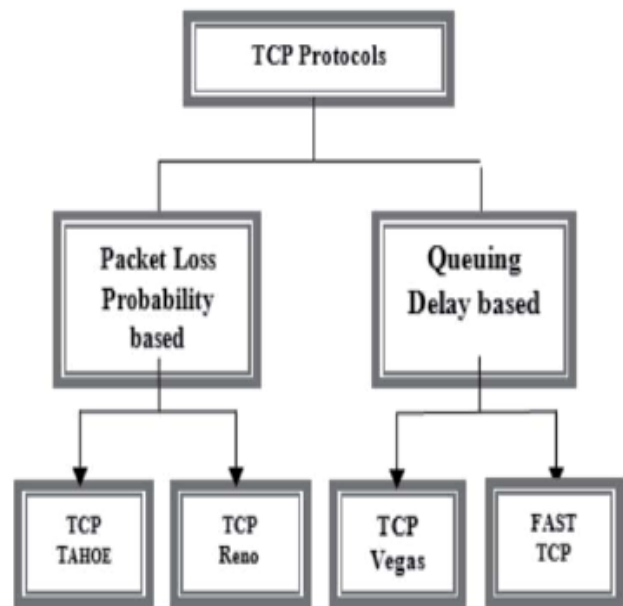 TCP Protocols
Packet Loss
Probability
based
Queuing
Delay based
TCP
TAHOE
TCP
Reno
TCP
Vegas
FAST
TCP